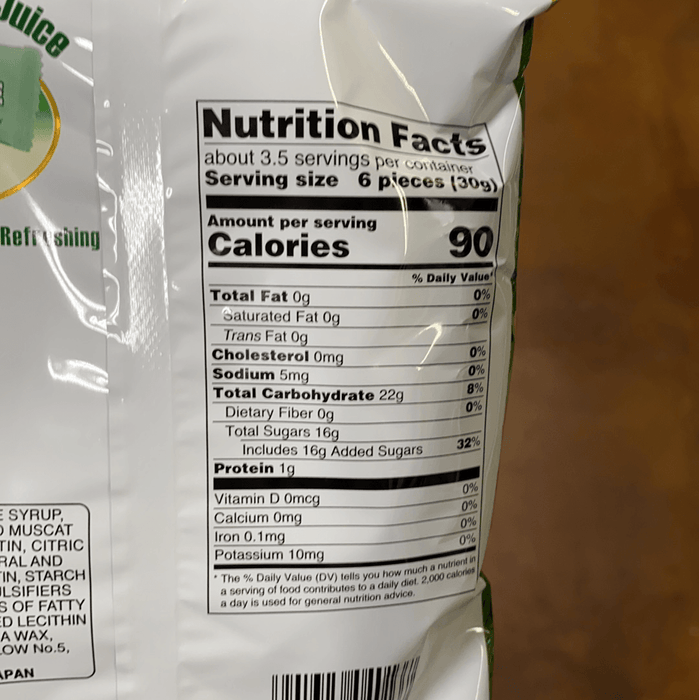 Juice
Refreshing
E SYRUP,
MUSCAT
TIN, CITRIC
RAL AND
TIN, STARCH
LSIFIERS
S OF FATTY
ED LECITHIN
A WAX,
LOW No.5,
APAN
Nutrition Facts
about 3.5 servings per container
Serving size 6 pieces (30g)
Amount per serving
Calories 90
% Daily Value*
Total Fat 0g 0%
Saturated Fat 0g 0%
Trans Fat 0g
Cholesterol 0mg 0%
Sodium 5mg 0%
Total Carbohydrate 22g 8%
Dietary Fiber 0g 0%
Total Sugars 16g
Includes 16g Added Sugars 32%
Protein 1g
Vitamin D 0mcg 0%
Calcium 0mg 0%
Iron 0.1mg 0%
Potassium 10mg 0%
* The % Daily Value (DV) tells you how much a nutrient in
a serving of food contributes to a daily diet. 2,000 calories
a day is used for general nutrition advice.